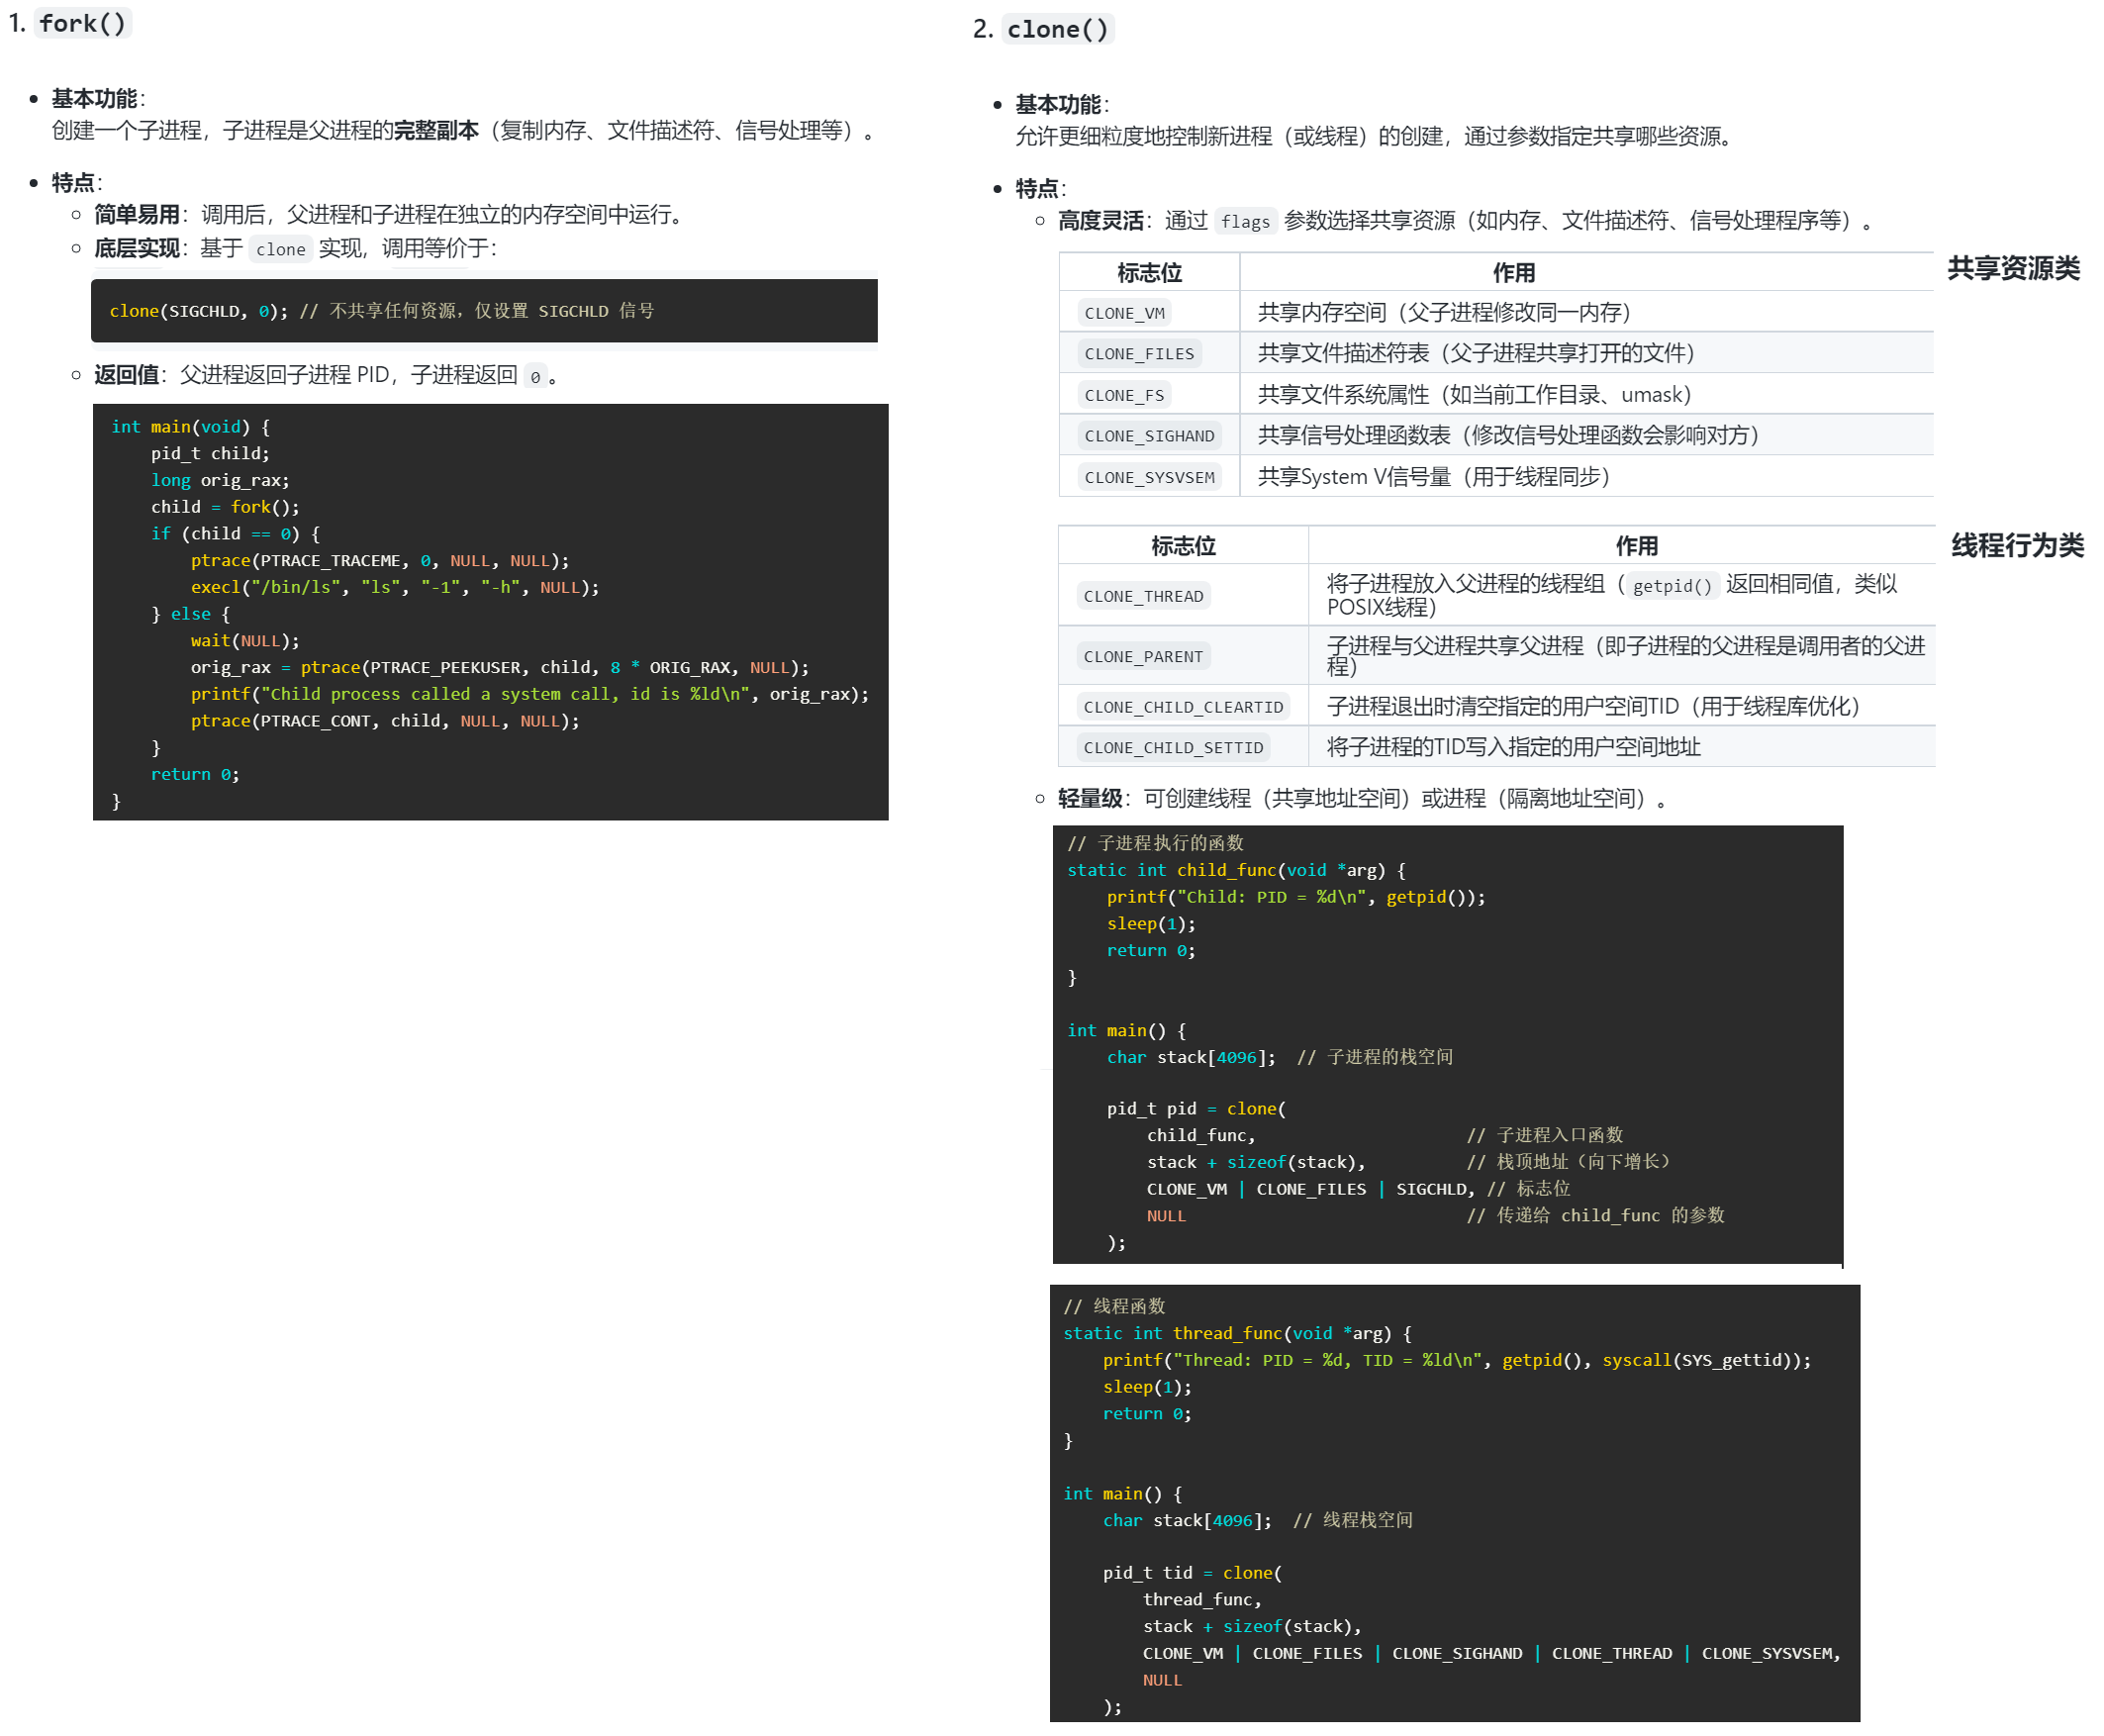 1. fork()
• 基本功能：
创建一个子进程，子进程是父进程的完整副本（复制内存、文件描述符、信号处理等）。
• 特点：
◦ 简单易用：调用后，父进程和子进程在独立的内存空间中运行。
◦ 底层实现：基于 clone 实现，调用等价于：
clone(SIGCHLD, 0); // 不共享任何资源，仅设置 SIGCHLD 信号
◦ 返回值：父进程返回子进程 PID，子进程返回 0。
int main(void) {
    pid_t child;
    long orig_rax;
    child = fork();
    if (child == 0) {
        ptrace(PTRACE_TRACEME, 0, NULL, NULL);
        execl("/bin/ls", "ls", "-1", "-h", NULL);
    } else {
        wait(NULL);
        orig_rax = ptrace(PTRACE_PEEKUSER, child, 8 * ORIG_RAX, NULL);
        printf("Child process called a system call, id is %ld\n", orig_rax);
        ptrace(PTRACE_CONT, child, NULL, NULL);
    }
    return 0;
}
2. clone()
• 基本功能：
允许更细粒度地控制新进程（或线程）的创建，通过参数指定共享哪些资源。
• 特点：
◦ 高度灵活：通过 flags 参数选择共享资源（如内存、文件描述符、信号处理程序等）。
共享资源类
标志位 作用
CLONE_VM 共享内存空间（父子进程修改同一内存）
CLONE_FILES 共享文件描述符表（父子进程共享打开的文件）
CLONE_FS 共享文件系统属性（如当前工作目录、umask）
CLONE_SIGHAND 共享信号处理函数表（修改信号处理函数会影响对方）
CLONE_SYSVSEM 共享System V信号量（用于线程同步）
线程行为类
标志位 作用
CLONE_THREAD 将子进程放入父进程的线程组（getpid() 返回相同值，类似
POSIX线程）
CLONE_PARENT 子进程与父进程共享父进程（即子进程的父进程是调用者的父进
程）
CLONE_CHILD_CLEARTID 子进程退出时清空指定的用户空间TID（用于线程库优化）
CLONE_CHILD_SETTID 将子进程的TID写入指定的用户空间地址
◦ 轻量级：可创建线程（共享地址空间）或进程（隔离地址空间）。
// 子进程执行的函数
static int child_func(void *arg) {
    printf("Child: PID = %d\n", getpid());
    sleep(1);
    return 0;
}
int main() {
    char stack[4096];  // 子进程的栈空间
    pid_t pid = clone(
        child_func,                     // 子进程入口函数
        stack + sizeof(stack),          // 栈顶地址（向下增长）
        CLONE_VM | CLONE_FILES | SIGCHLD, // 标志位
        NULL                            // 传递给 child_func 的参数
    );
// 线程函数
static int thread_func(void *arg) {
    printf("Thread: PID = %d, TID = %ld\n", getpid(), syscall(SYS_gettid));
    sleep(1);
    return 0;
}
int main() {
    char stack[4096];  // 线程栈空间
    pid_t tid = clone(
        thread_func,
        stack + sizeof(stack),
        CLONE_VM | CLONE_FILES | CLONE_SIGHAND | CLONE_THREAD | CLONE_SYSVSEM,
        NULL
    );